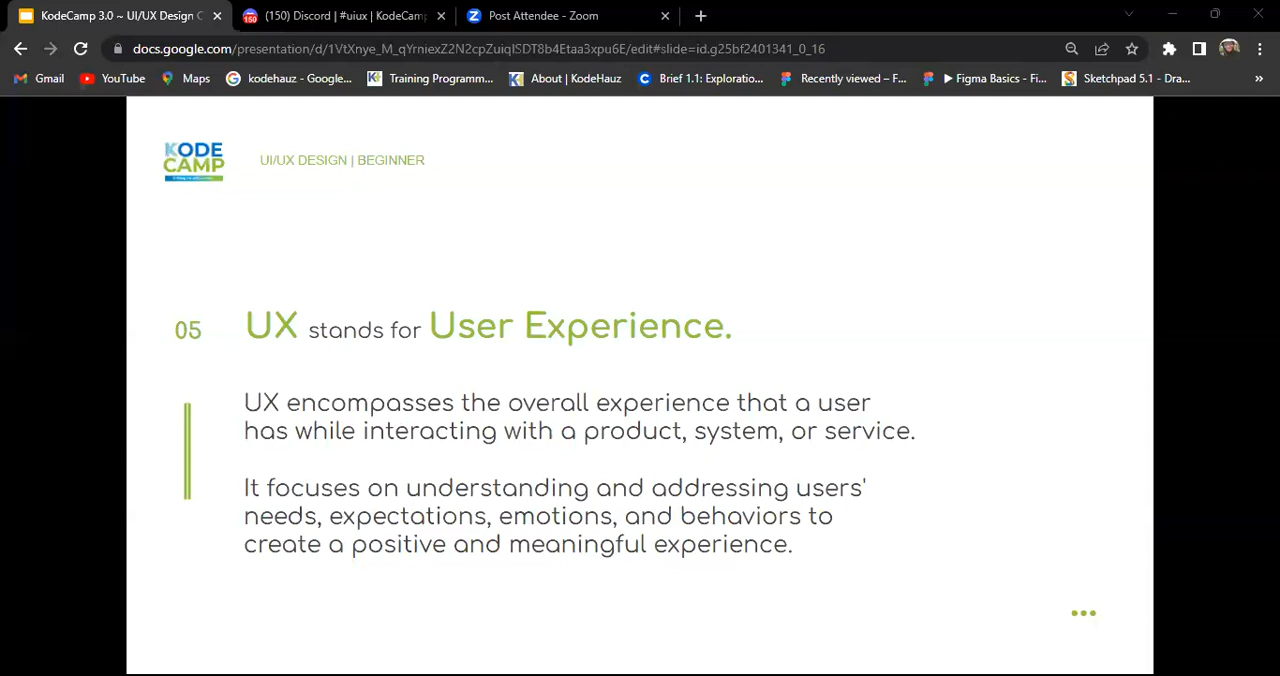 KodeCamp 3.0 ~ UI/UX Design C
150
(150) Discord | #uiux | KodeCamp
Z
Post Attendee - Zoom
docs.google.com/presentation/d/1VtXnye_M_qYrniexZ2N2cpZuiqlSDT8b4Etaa3xpu6E/edit#slide=id.g25bf2401341_0_16
Gmail
YouTube
Maps
kodehauz - Google...
Training Programm...
About | KodeHauz
Brief 1.1: Exploratio...
Recently viewed – F...
Figma Basics - Fi...
Sketchpad 5.1 - Dra...
KODE
CAMP
UI/UX DESIGN | BEGINNER
05
UX stands for User Experience.
UX encompasses the overall experience that a user
has while interacting with a product, system, or service.
It focuses on understanding and addressing users'
needs, expectations, emotions, and behaviors to
create a positive and meaningful experience.